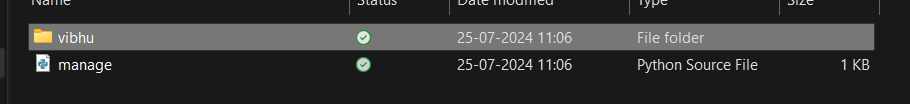 Name Status Date modified Type Size
vibhu 25-07-2024 11:06 File folder
manage 25-07-2024 11:06 Python Source File 1 KB